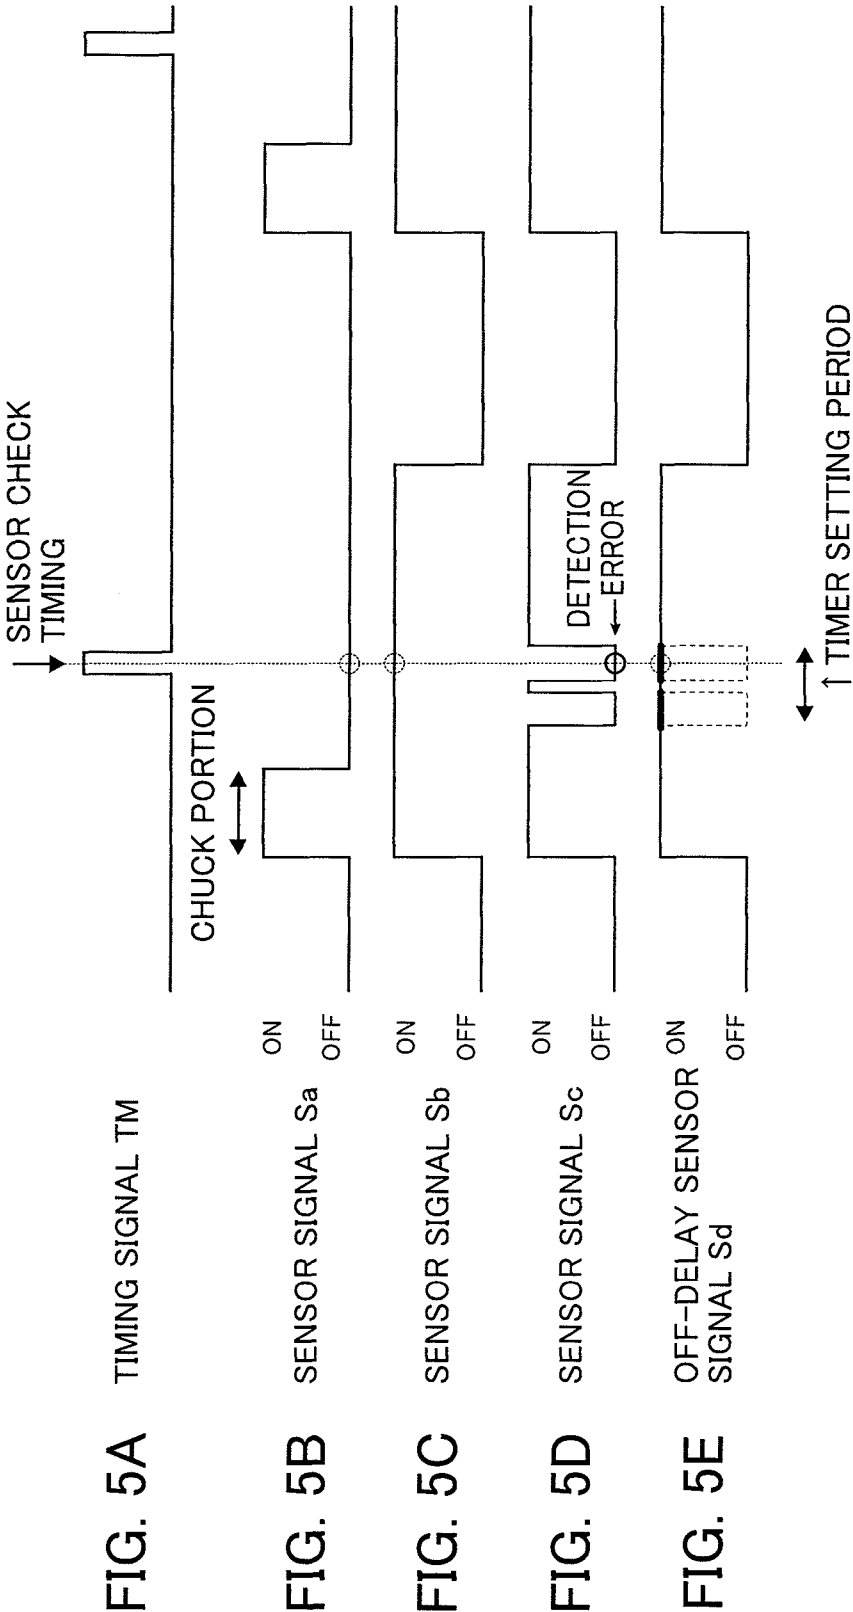 SENSOR CHECK
TIMING
FIG. 5A
TIMING SIGNAL TM
CHUCK PORTION
FIG. 5B
SENSOR SIGNAL Sa
ON
OFF
FIG. 5C
SENSOR SIGNAL Sb
ON
OFF
FIG. 5D
SENSOR SIGNAL Sc
ON
OFF
DETECTION
ERROR
FIG. 5E
OFF-DELAY SENSOR
SIGNAL Sd
ON
OFF
↑ TIMER SETTING PERIOD